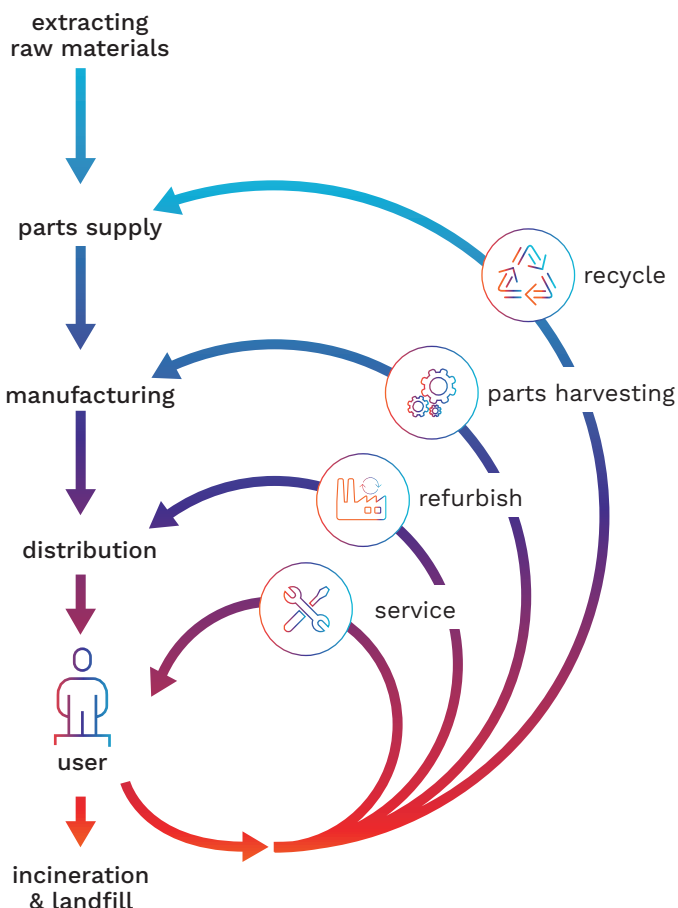 extracting
raw materials
parts supply
recycle
manufacturing
parts harvesting
refurbish
distribution
service
user
incineration
& landfill